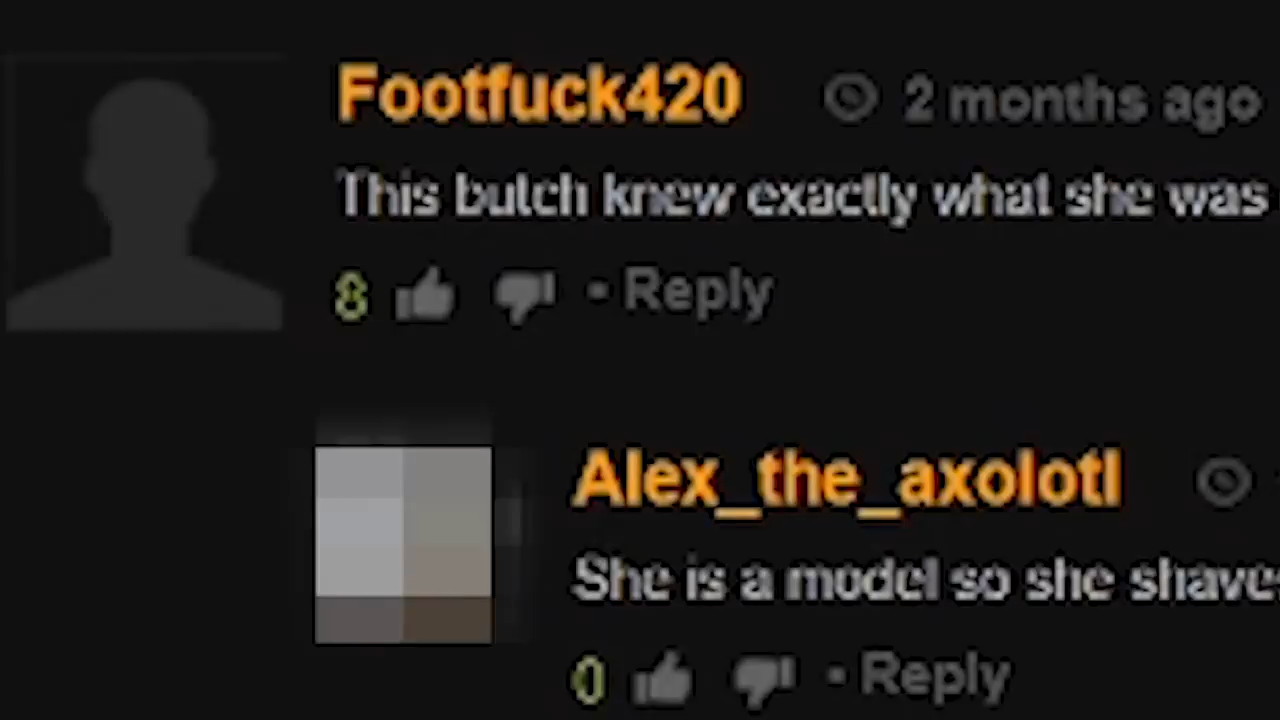 Footfuck420 2 months ago
This butch knew exactly what she was
8 • Reply
Alex_the_axolotl
She is a model so she shaves
0 • Reply